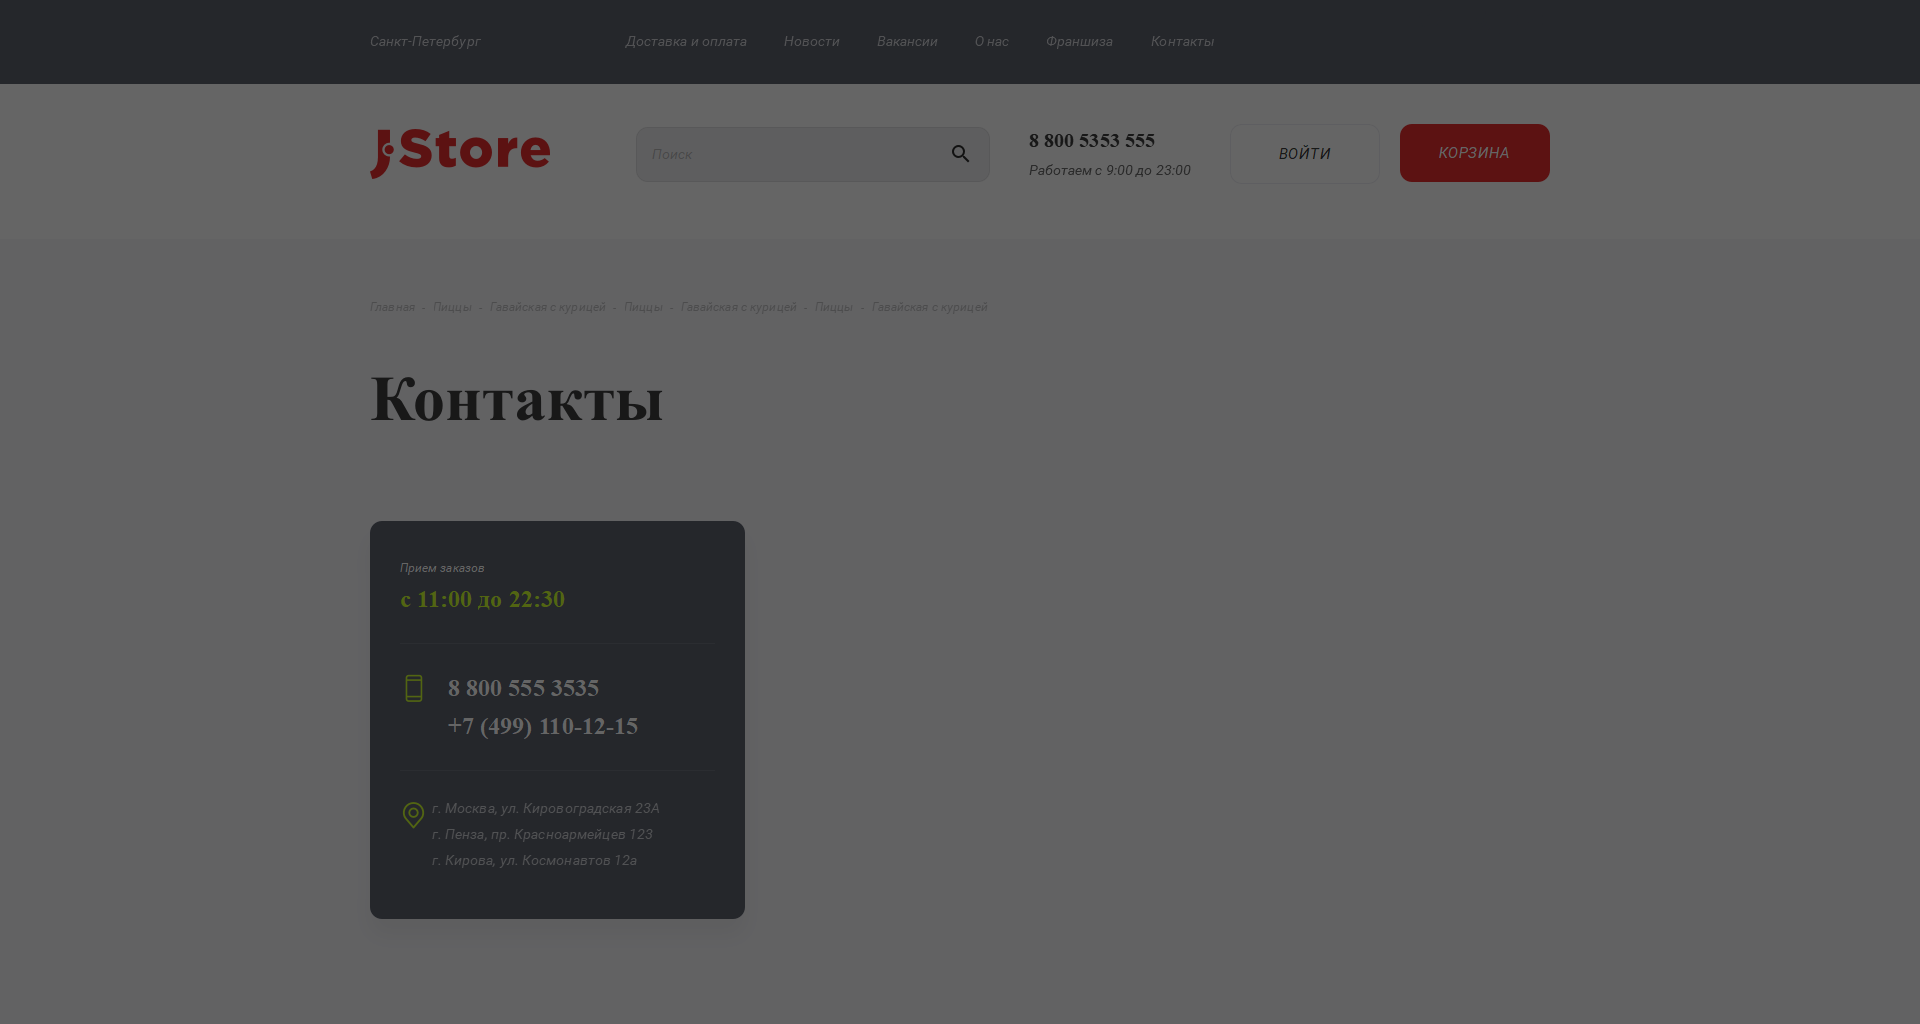 Санкт-Петербург Доставка и оплата Новости Вакансии О нас Франшиза Контакты
JStore
Поиск
8 800 5353 555
Работаем с 9:00 до 23:00
ВОЙТИ
КОРЗИНА
Главная - Пиццы - Гавайская с курицей - Пиццы - Гавайская с курицей - Пиццы - Гавайская с курицей
Контакты
Прием заказов
с 11:00 до 22:30
8 800 555 3535
+7 (499) 110-12-15
г. Москва, ул. Кировоградская 23А
г. Пенза, пр. Красноармейцев 123
г. Кирова, ул. Космонавтов 12а